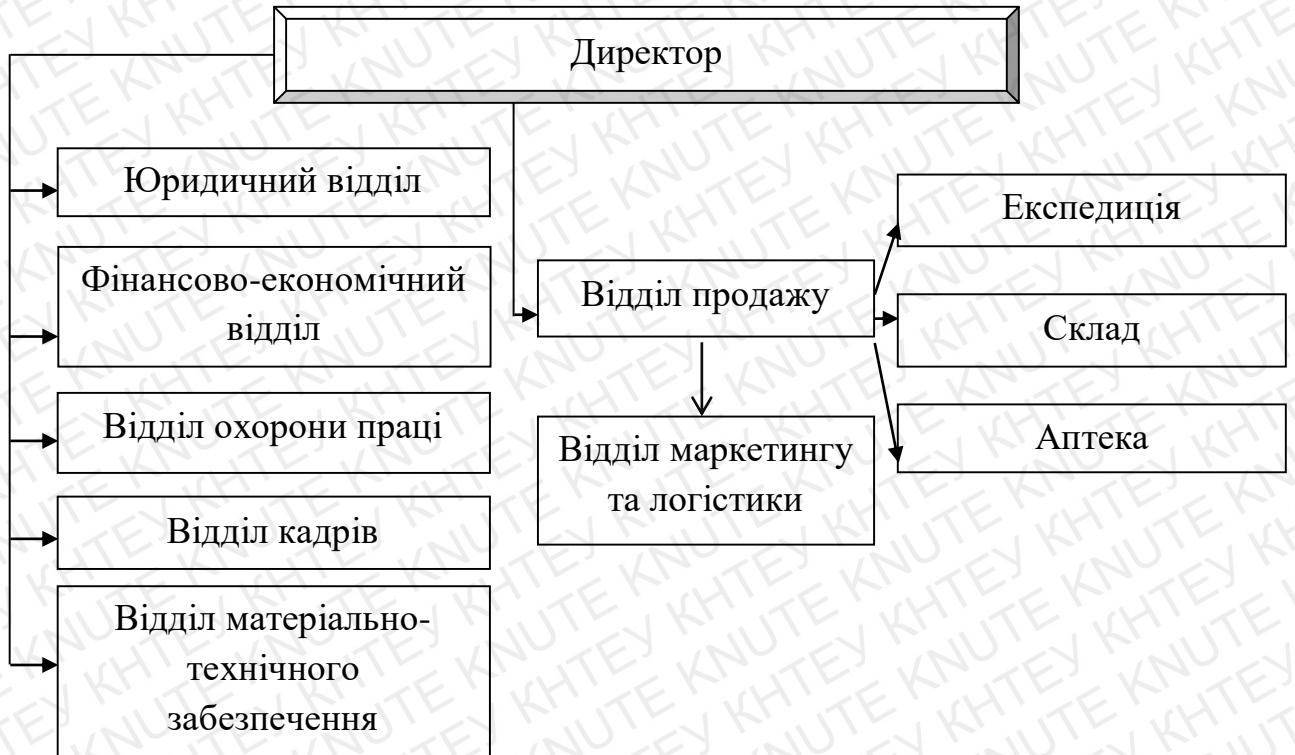 Директор
Юридичний відділ
Фінансово-економічний
відділ
Відділ охорони праці
Відділ кадрів
Відділ матеріально-
технічного
забезпечення
Відділ продажу
Відділ маркетингу
та логістики
Експедиція
Склад
Аптека